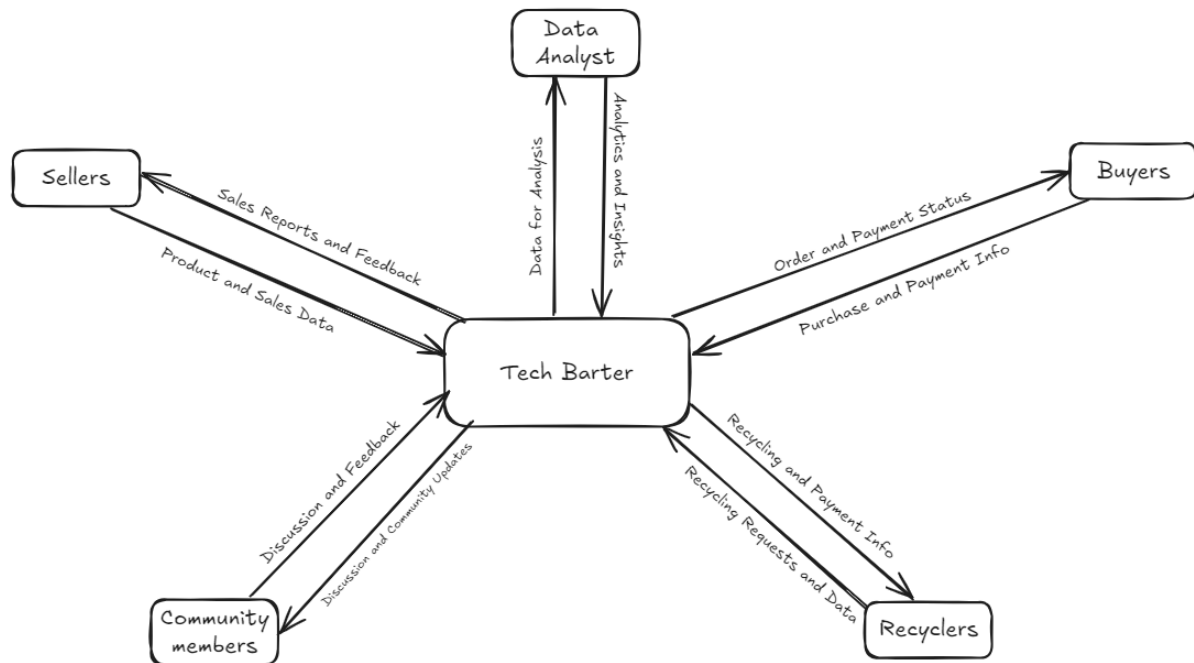 Data
Analyst
Sellers
Buyers
Sales Reports and Feedback
Product and Sales Data
Data for Analysis
Analytics and Insights
Order and Payment Status
Purchase and Payment Info
Tech Barter
Discussion and Feedback
Discussion and Community Updates
Recycling and Payment Info
Recycling Requests and Data
Community
members
Recyclers